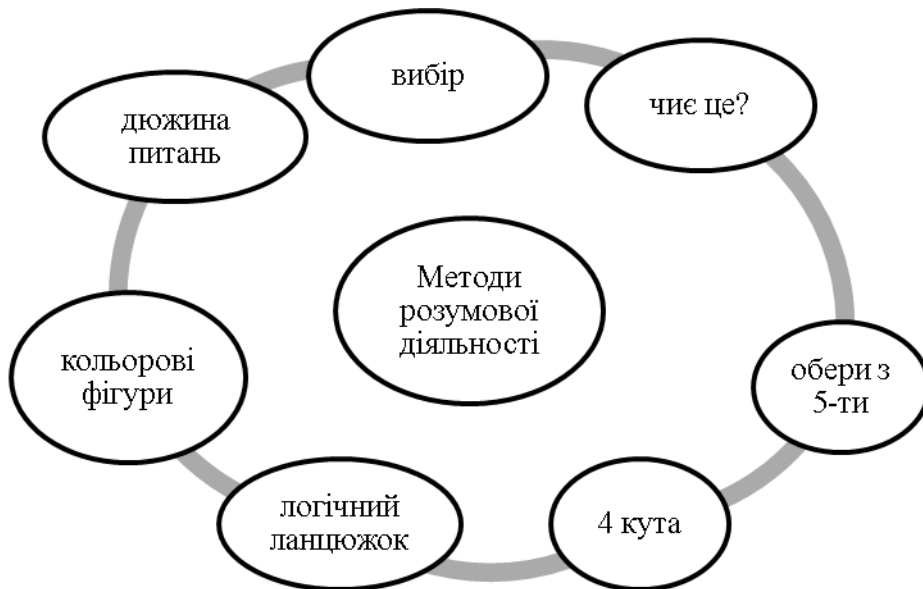 вибір
чиє це?
дюжина
питань
Методи
розумової
діяльності
кольорові
фігури
обери з
5-ти
логічний
ланцюжок
4 кута